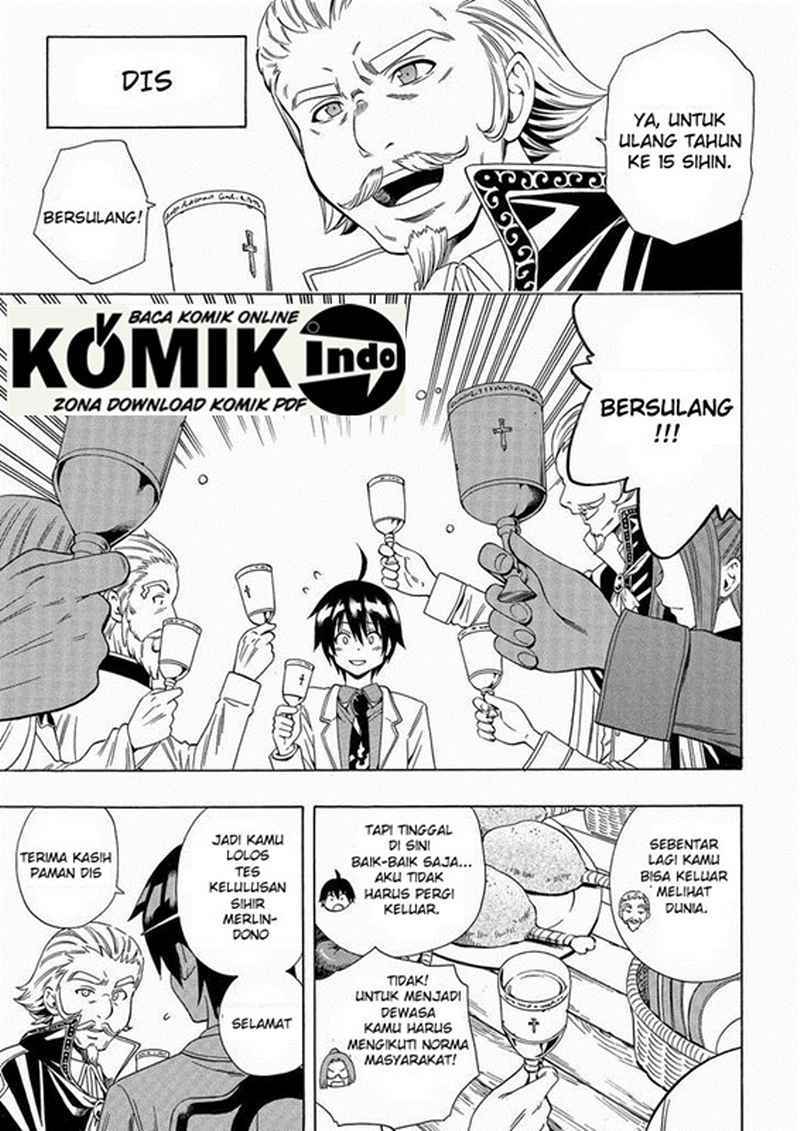 YA, UNTUK
ULANG TAHUN
KE 15 SIHIN.
DIS
BERSULANG!
BACA KOMIK ONLINE
KOMIK Indo
ZONA DOWNLOAD KOMIK PDF
BERSULANG
!!!
SEBENTAR
LAGI KAMU
BISA KELUAR
MELIHAT
DUNIA.
TAPI TINGGAL
DI SINI
BAIK-BAIK SAJA...
AKU TIDAK
HARUS PERGI
KELUAR.
TIDAK!
UNTUK MENJADI
DEWASA
KAMU HARUS
MENGIKUTI NORMA
MASYARAKAT!
JADI KAMU
LOLOS
TES
KELULUSAN
SIHIR
MERLIN-
DONO
SELAMAT
TERIMA KASIH
PAMAN DIS